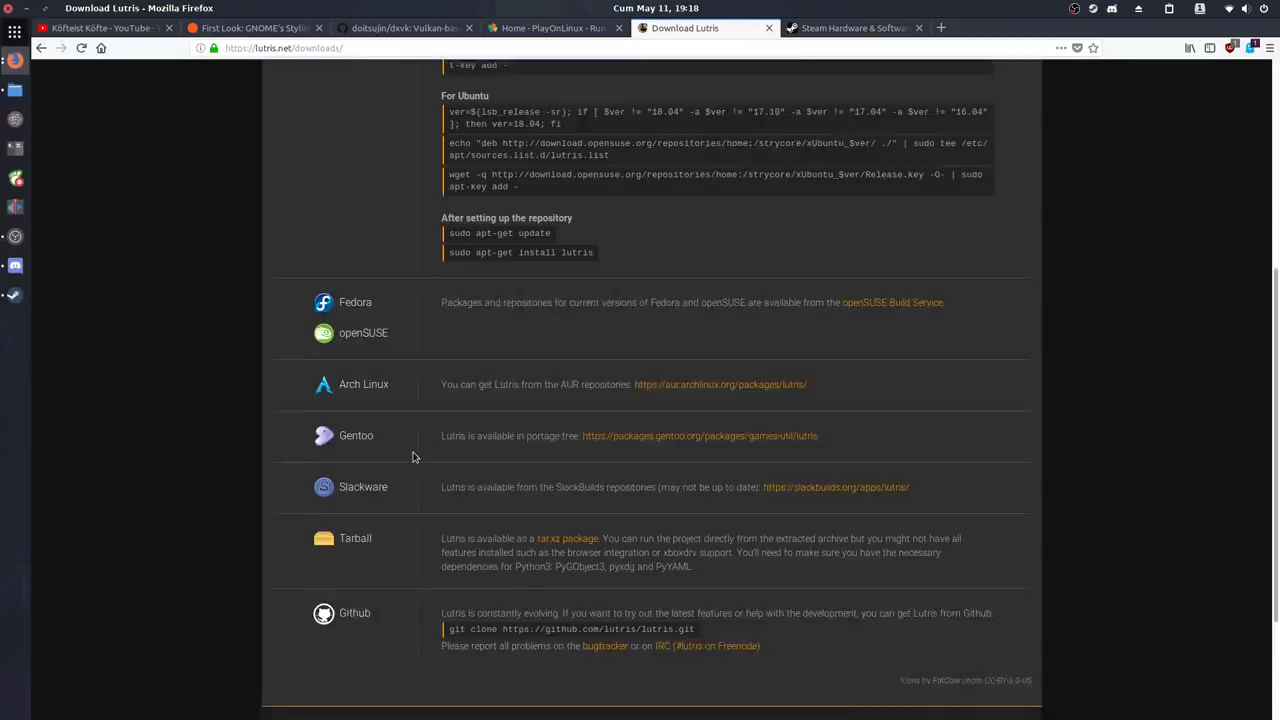 Download Lutris - Mozilla Firefox
Cum May 11, 19:18
Köfteist Köfte - YouTube -
First Look: GNOME's Stylis
doitsujin/dxvk: Vulkan-bas
Home - PlayOnLinux - Run
Download Lutris
Steam Hardware & Softwa
https://lutris.net/downloads/
l-key add -
For Ubuntu
ver=$(lsb_release -sr); if [ $ver != "18.04" -a $ver != "17.10" -a $ver != "17.04" -a $ver != "16.04"
]; then ver=18.04; fi
echo "deb http://download.opensuse.org/repositories/home:/strycore/xUbuntu_$ver/ ./" | sudo tee /etc/
apt/sources.list.d/lutris.list
wget -q http://download.opensuse.org/repositories/home:/strycore/xUbuntu_$ver/Release.key -O- | sudo
apt-key add -
After setting up the repository
sudo apt-get update
sudo apt-get install lutris
Fedora
Packages and repositories for current versions of Fedora and openSUSE are available from the openSUSE Build Service.
openSUSE
Arch Linux
You can get Lutris from the AUR repositories: https://aur.archlinux.org/packages/lutris/
Gentoo
Lutris is available in portage tree: https://packages.gentoo.org/packages/games-util/lutris.
Slackware
Lutris is available from the SlackBuilds repositories (may not be up to date): https://slackbuilds.org/apps/lutris/
Tarball
Lutris is available as a tar.xz package. You can run the project directly from the extracted archive but you might not have all
features installed such as the browser integration or xboxdrv support. You'll need to make sure you have the necessary
dependencies for Python3: PyGObject3, pyxdg and PyYAML.
Github
Lutris is constantly evolving. If you want to try out the latest features or help with the development, you can get Lutris from Github.
git clone https://github.com/lutris/lutris.git
Please report all problems on the bugtracker or on IRC (#lutris on Freenode)
Icons by FatCow under CC-BY-3.0-US